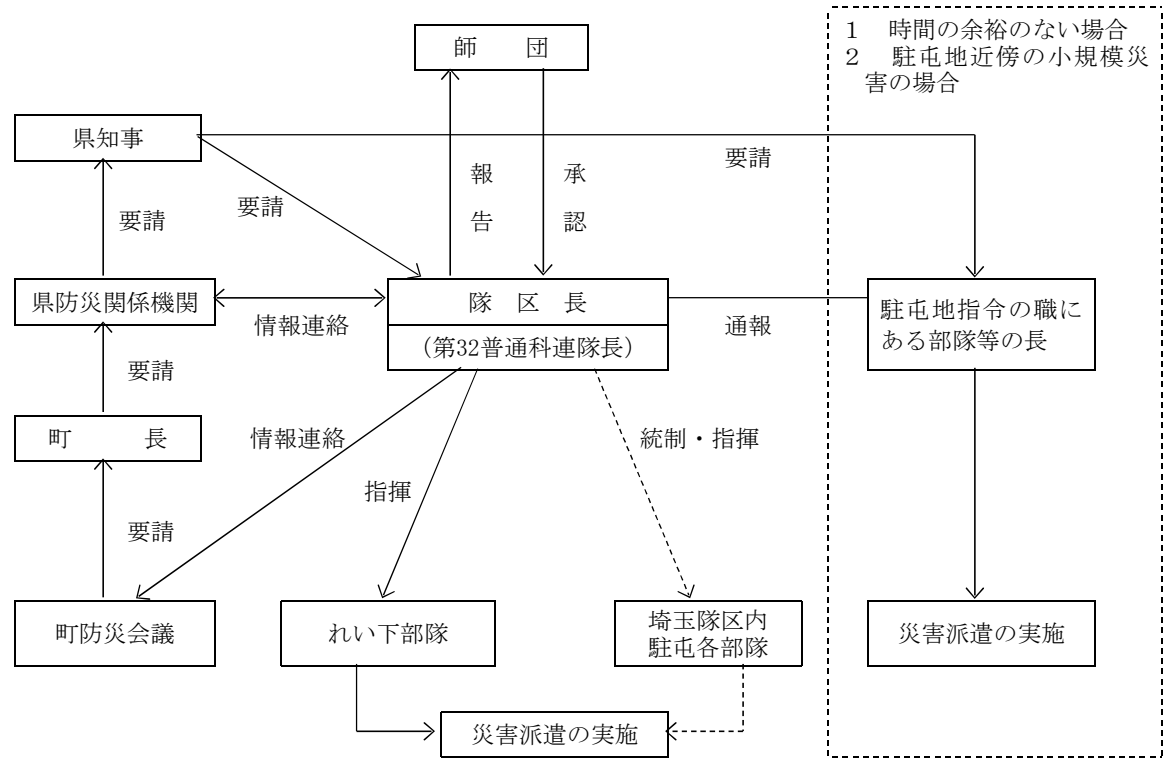 師　　団
1　時間の余裕のない場合
2　駐屯地近傍の小規模災
害の場合
県知事
要請
報告
承認
要請
要請
県防災関係機関
情報連絡
隊　区　長
(第32普通科連隊長)
通報
駐屯地指令の職に
ある部隊等の長
要請
町　　　長
情報連絡
統制・指揮
指揮
要請
町防災会議
れい下部隊
埼玉隊区内
駐屯各部隊
災害派遣の実施
災害派遣の実施